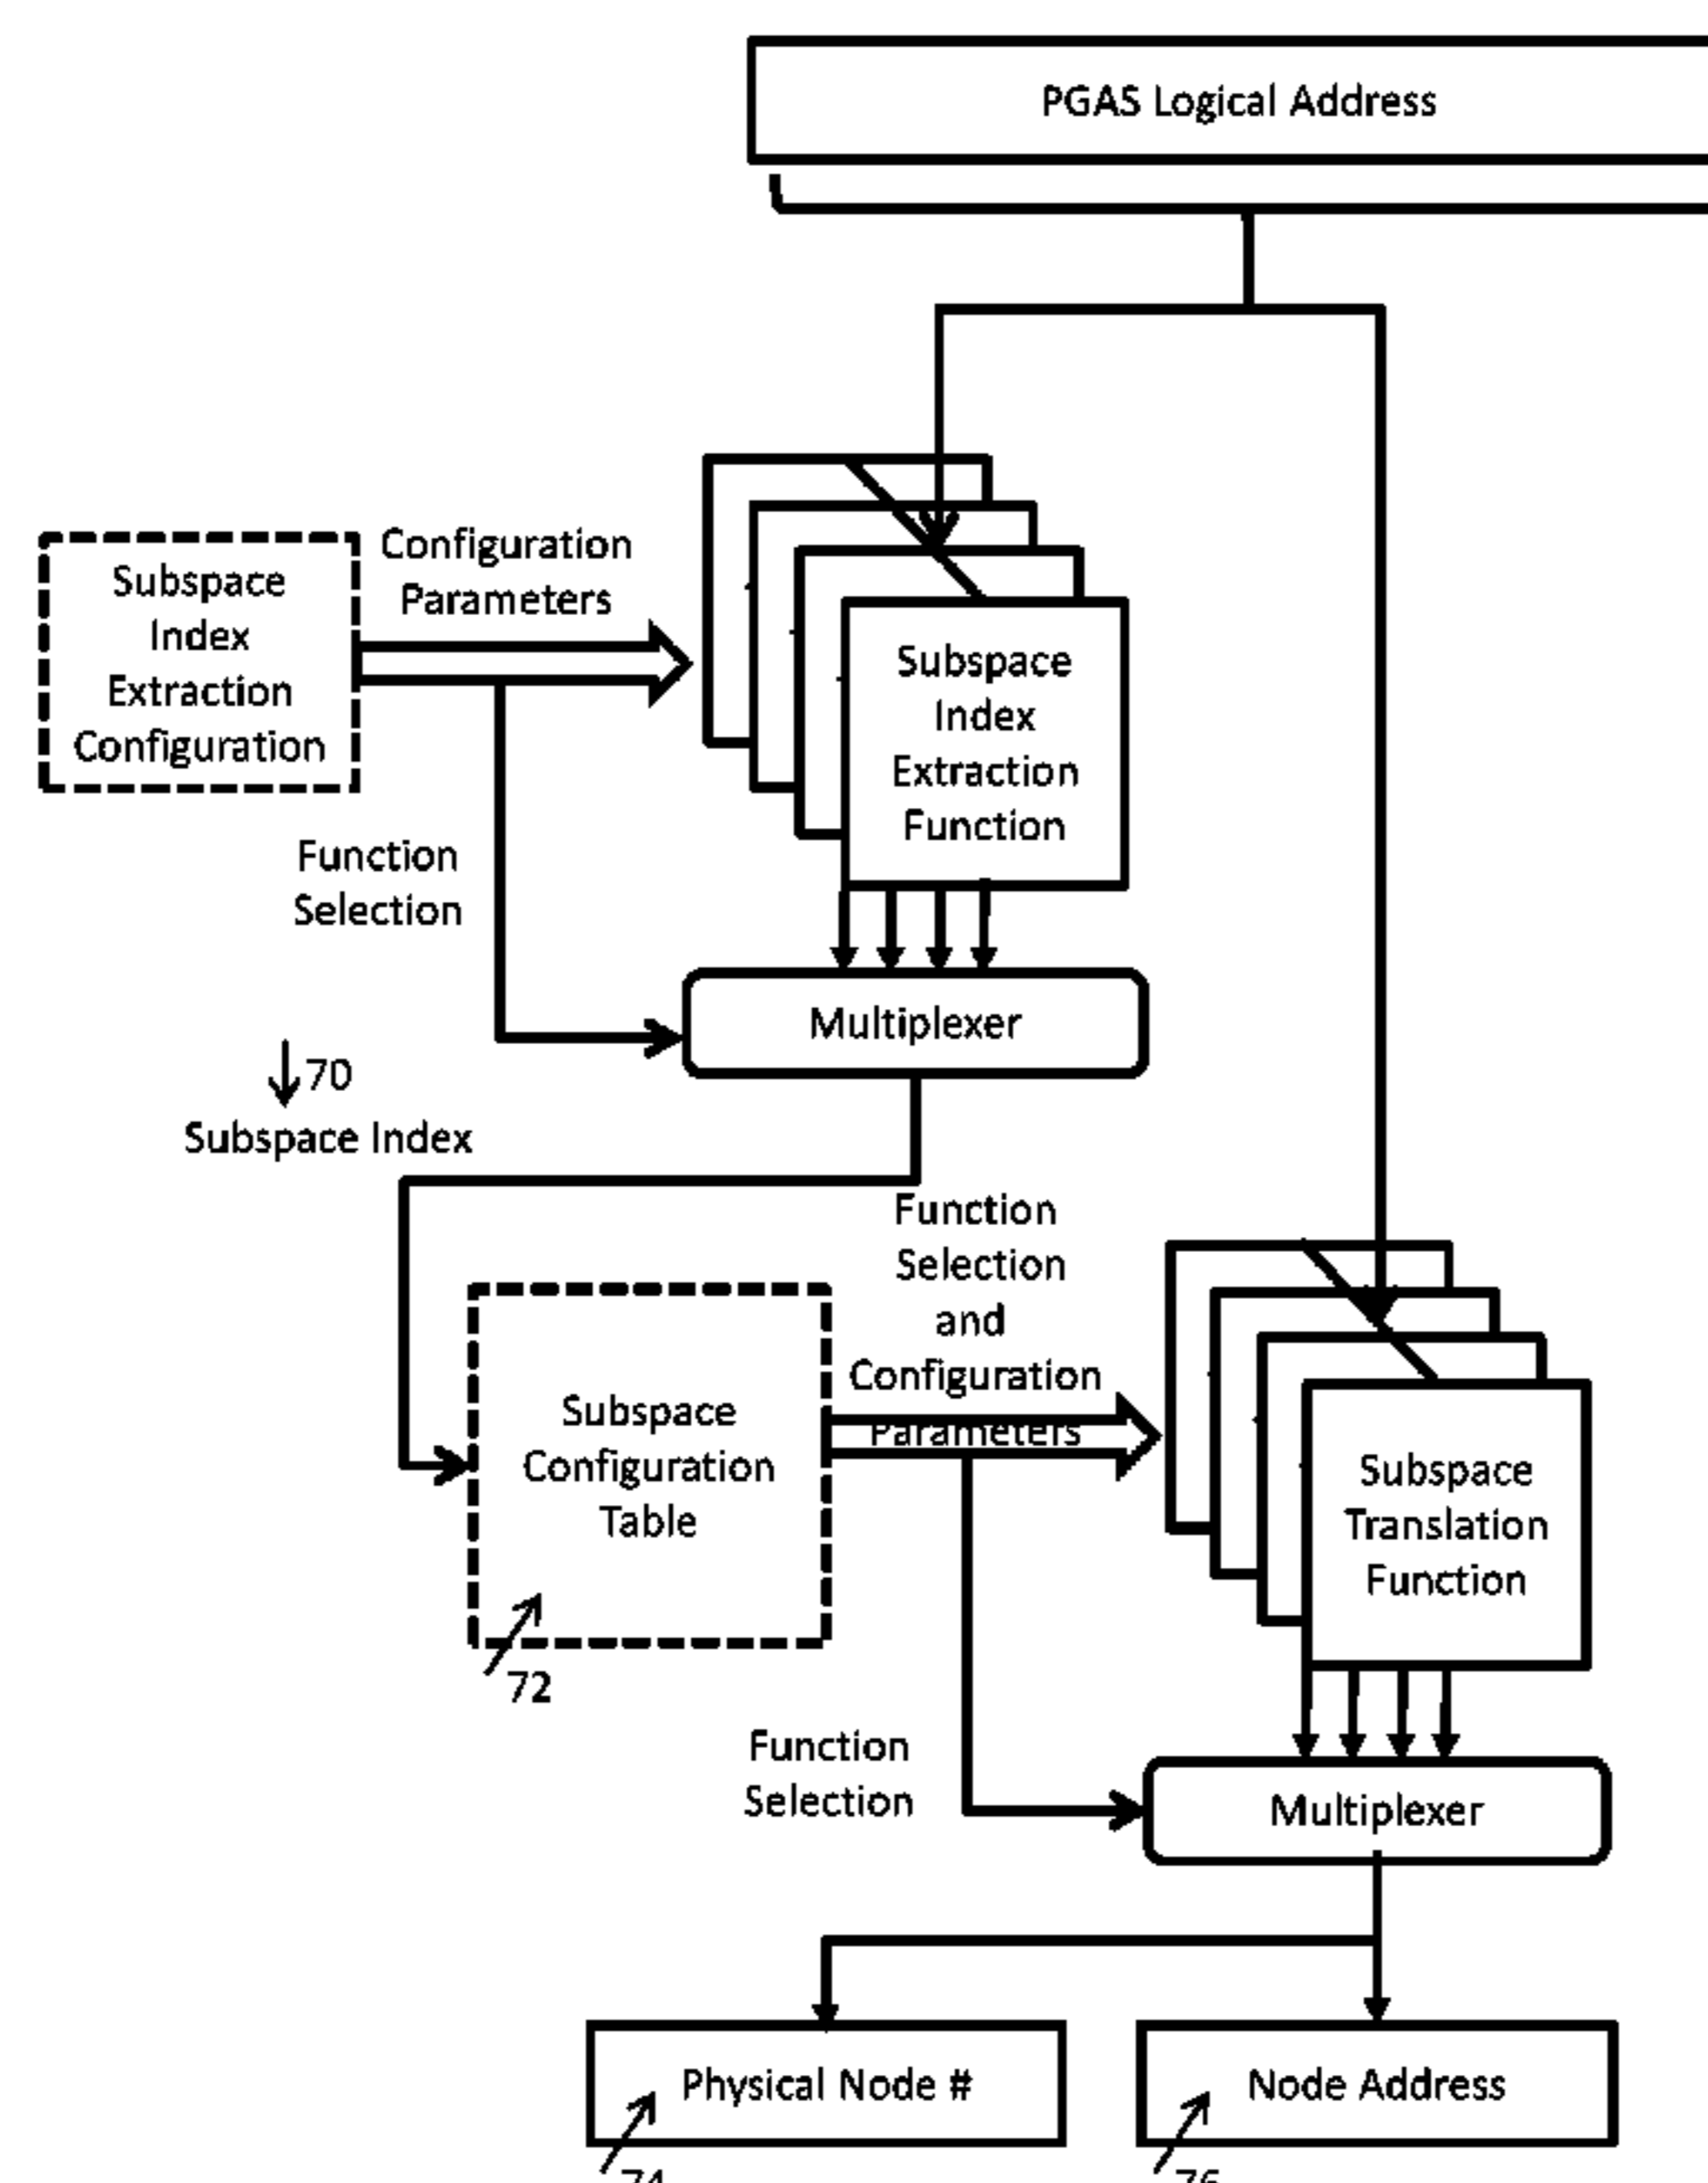 PGAS Logical Address
Configuration
Parameters
Subspace
Index
Extraction
Configuration
Subspace
Index
Extraction
Function
Function
Selection
Multiplexer
70
Subspace Index
Function
Selection
and
Configuration
Parameters
Subspace
Configuration
Table
72
Subspace
Translation
Function
Function
Selection
Multiplexer
Physical Node #
Node Address
74
76